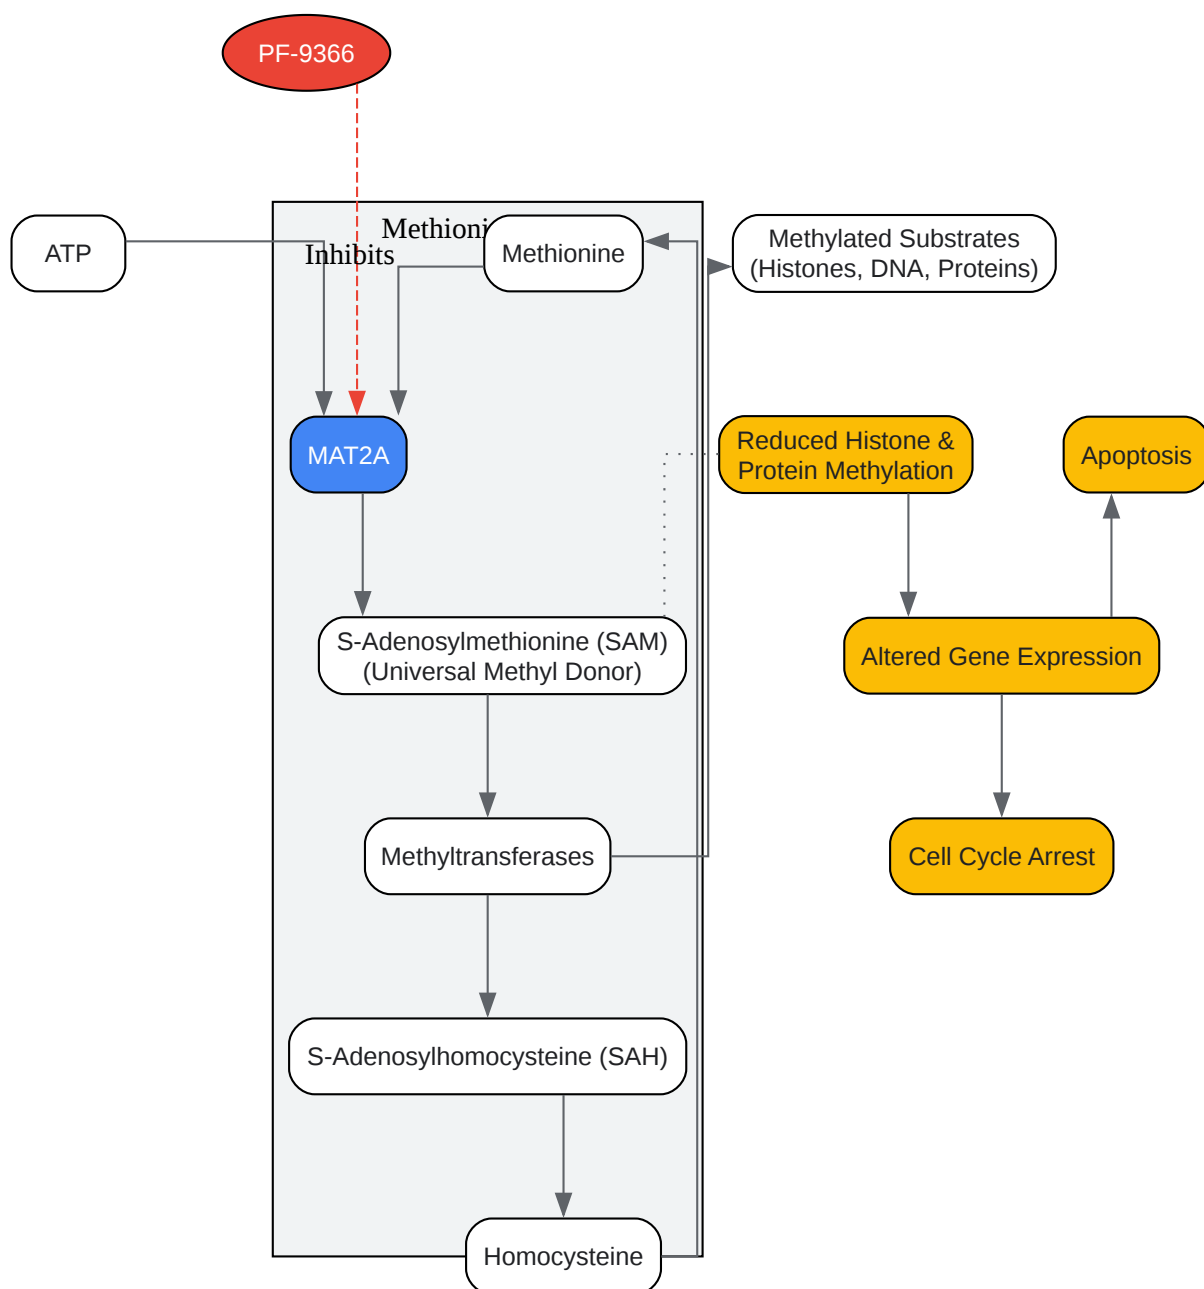 PF-9366
Inhibits
ATP
Methionine
Methylated Substrates
(Histones, DNA, Proteins)
MAT2A
Reduced Histone &
Protein Methylation
Apoptosis
S-Adenosylmethionine (SAM)
(Universal Methyl Donor)
Altered Gene Expression
Methyltransferases
Cell Cycle Arrest
S-Adenosylhomocysteine (SAH)
Homocysteine